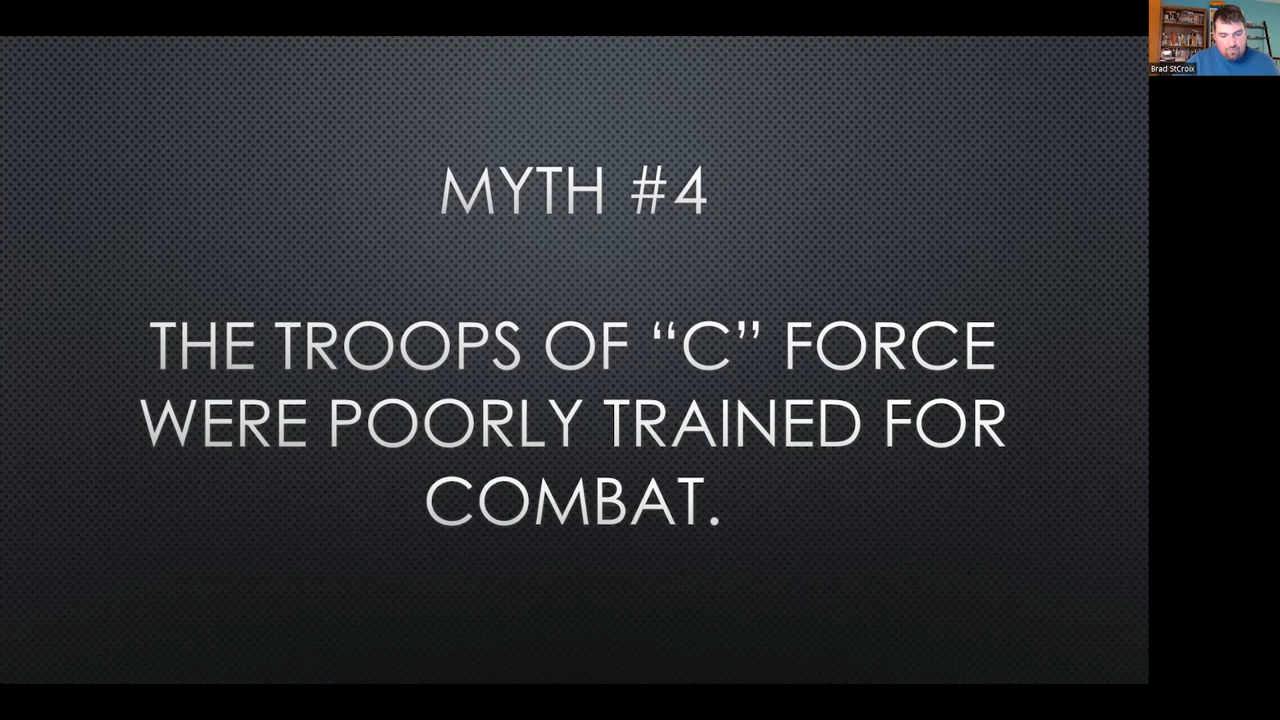 Brad StCroix
MYTH #4
THE TROOPS OF “C” FORCE
WERE POORLY TRAINED FOR
COMBAT.